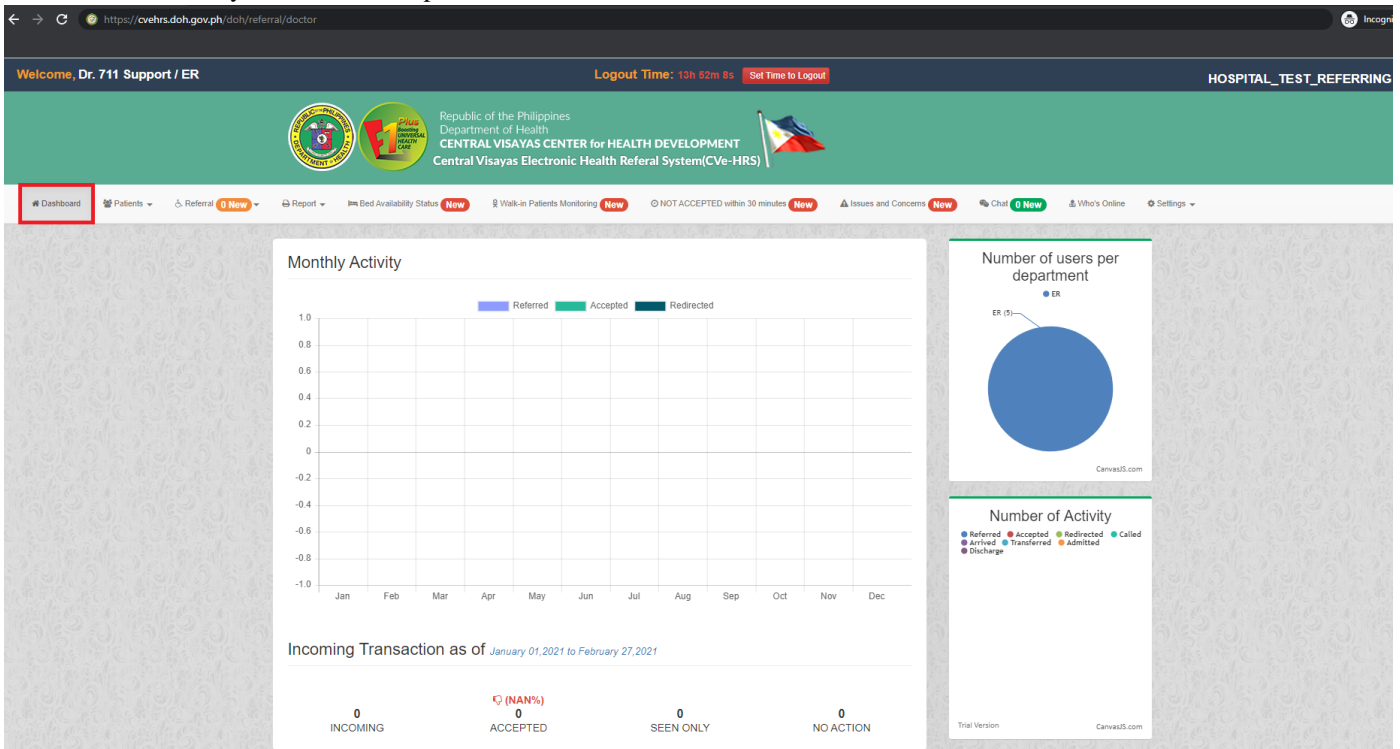 https://cvehrs.doh.gov.ph/doh/referral/doctor
Incogni
Welcome, Dr. 711 Support / ER
Logout Time: 13h 52m 8s Set Time to Logout
HOSPITAL_TEST_REFERRING
Republic of the Philippines
Department of Health
CENTRAL VISAYAS CENTER for HEALTH DEVELOPMENT
Central Visayas Electronic Health Referal System(CVe-HRS)
Plus
Boosting
UNIVERSAL
HEALTH
CARE
Dashboard Patients Referral 0 New Report Bed Availability Status New Walk-in Patients Monitoring New NOT ACCEPTED within 30 minutes New Issues and Concerns New Chat 0 New Who's Online Settings
Monthly Activity
Referred Accepted Redirected
1.0
0.8
0.6
0.4
0.2
0
-0.2
-0.4
-0.6
-0.8
-1.0
Jan Feb Mar Apr May Jun Jul Aug Sep Oct Nov Dec
Incoming Transaction as of January 01,2021 to February 27,2021
(NAN%)
0 0 0 0
INCOMING ACCEPTED SEEN ONLY NO ACTION
Number of users per
department
ER
ER (5)
CanvasJS.com
Number of Activity
Referred Accepted Redirected Called
Arrived Transferred Admitted
Discharge
Trial Version CanvasJS.com